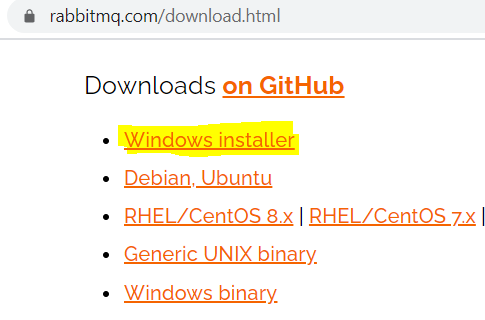 rabbitmq.com/download.html
Downloads on GitHub
Windows installer
Debian, Ubuntu
RHEL/CentOS 8.x | RHEL/CentOS 7.x |
Generic UNIX binary
Windows binary